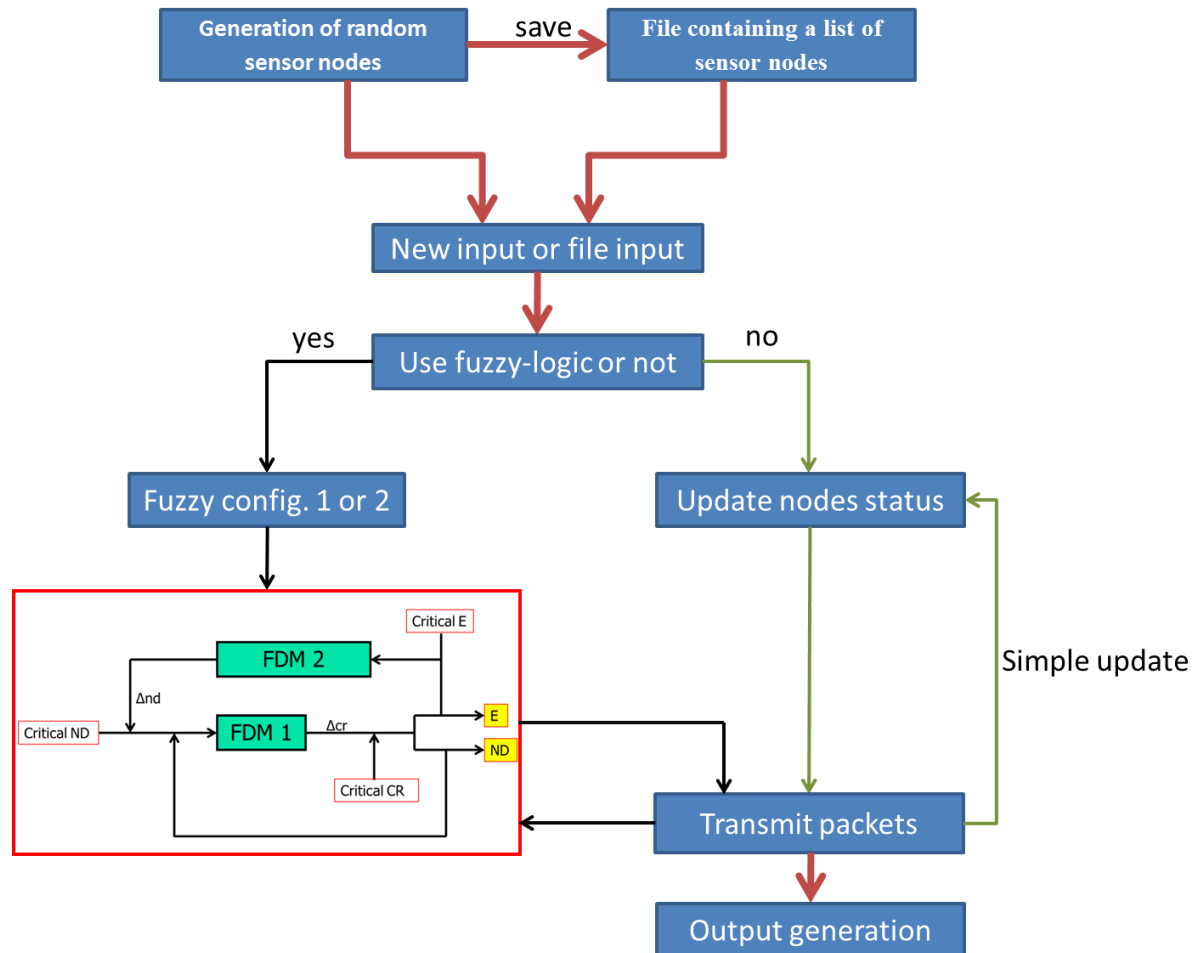 Generation of random
sensor nodes
save
File containing a list of
sensor nodes
New input or file input
yes
Use fuzzy-logic or not
no
Fuzzy config. 1 or 2
Update nodes status
Critical E
FDM 2
Simple update
Δnd
E
Critical ND
FDM 1
Δcr
ND
Critical CR
Transmit packets
Output generation